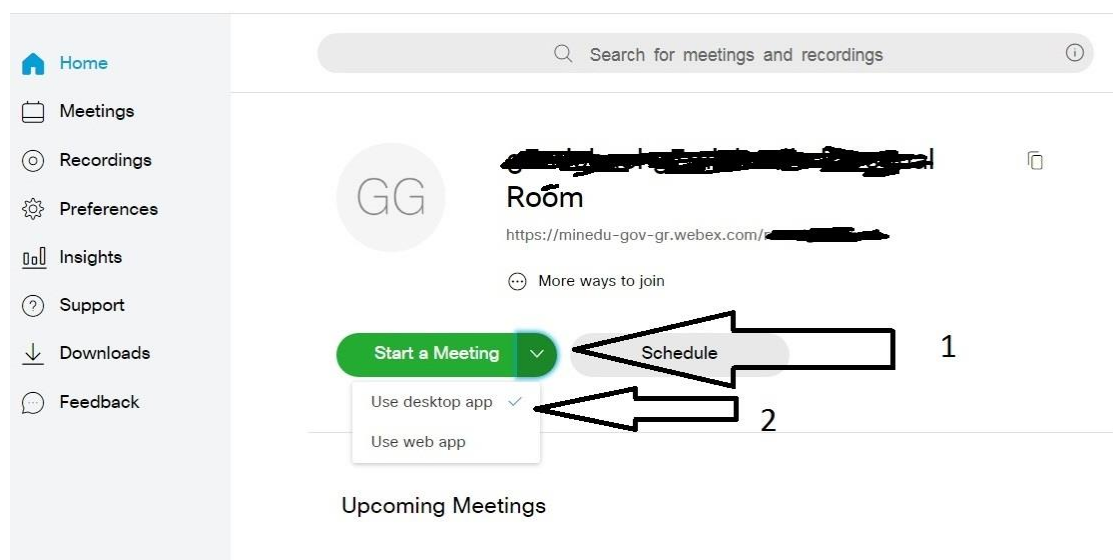 Home
Meetings
Recordings
Preferences
Insights
Support
Downloads
Feedback
Search for meetings and recordings
GG
Room
https://minedu-gov-gr.webex.com/
More ways to join
Start a Meeting
Schedule
1
Use desktop app
2
Use web app
Upcoming Meetings